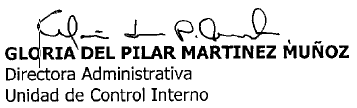 GLORIA DEL PILAR MARTINEZ MUÑOZ
Directora Administrativa
Unidad de Control Interno